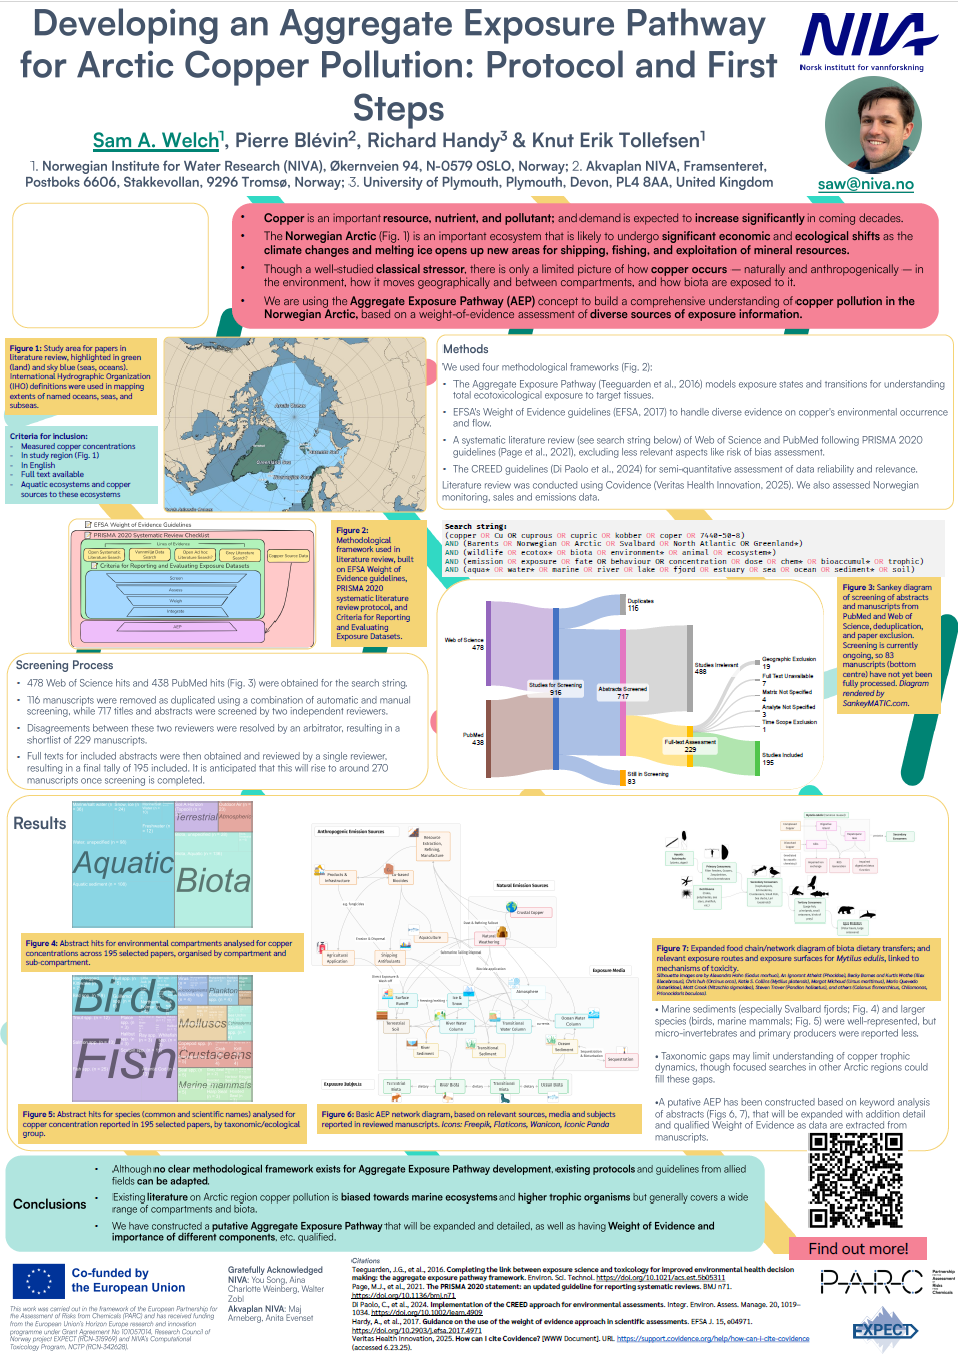 Developing an Aggregate Exposure Pathway
for Arctic Copper Pollution: Protocol and First
Steps
Sam A. Welch¹, Pierre Blévin², Richard Handy³ & Knut Erik Tollefsen¹
1. Norwegian Institute for Water Research (NIVA), Økernveien 94, N-0579 OSLO, Norway; 2. Akvaplan NIVA, Framsenteret,
Postboks 6606, Stakkevollan, 9296 Tromsø, Norway; 3. University of Plymouth, Plymouth, Devon, PL4 8AA, United Kingdom
NIVA
Norsk institutt for vannforskning
saw@niva.no
• Copper is an important resource, nutrient, and pollutant; and demand is expected to increase significantly in coming decades.
• The Norwegian Arctic (Fig. 1) is an important ecosystem that is likely to undergo significant economic and ecological shifts as the
climate changes and melting ice opens up new areas for shipping, fishing, and exploitation of mineral resources.
• Though a well-studied classical stressor, there is only a limited picture of how copper occurs — naturally and anthropogenically — in
the environment, how it moves geographically and between compartments, and how biota are exposed to it.
• We are using the Aggregate Exposure Pathway (AEP) concept to build a comprehensive understanding of copper pollution in the
Norwegian Arctic, based on a weight-of-evidence assessment of diverse sources of exposure information.
Figure 1: Study area for papers in
literature review, highlighted in green
(land) and sky blue (seas, oceans).
International Hydrographic Organization
(IHO) definitions were used in mapping
extents of named oceans, seas, and
subseas.
Criteria for inclusion:
- Measured copper concentrations
- In study region (Fig. 1)
- In English
- Full text available
- Aquatic ecosystems and copper
sources to these ecosystems
Arctic Ocean
Methods
We used four methodological frameworks (Fig. 2):
• The Aggregate Exposure Pathway (Teeguarden et al., 2016) models exposure states and transitions for understanding
total ecotoxicological exposure to target tissues.
• EFSA's Weight of Evidence guidelines (EFSA, 2017) to handle diverse evidence on copper's environmental occurrence
and flow.
• A systematic literature review (see search string below) of Web of Science and PubMed following PRISMA 2020
guidelines (Page et al., 2021), excluding less relevant aspects like risk of bias assessment.
• The CREED guidelines (Di Paolo et al., 2024) for semi-quantitative assessment of data reliability and relevance.
Literature review was conducted using Covidence (Veritas Health Innovation, 2025). We also assessed Norwegian
monitoring, sales and emissions data.
EFSA Weight of Evidence Guidelines
PRISMA 2020 Systematic Review Checklist
Lines of Evidence
Copper Source Data
Criteria for Reporting and Evaluating Exposure Datasets
Screen
Assess
Weigh
Integrate
AEP
Figure 2:
Methodological
framework used in
literature review, built
on EFSA Weight of
Evidence guidelines,
PRISMA 2020
systematic literature
review protocol, and
Criteria for Reporting
and Evaluating
Exposure Datasets.
Search string:
(copper OR Cu OR cuprous OR cupric OR kobber OR coper OR 7440-50-8)
AND (Barents OR Norwegian OR Arctic OR Svalbard OR North Atlantic OR Greenland*)
AND (wildlife OR ecotox* OR biota OR environment* OR animal OR ecosystem*)
AND (emission OR exposure OR fate OR behaviour OR concentration OR dose OR chem* OR bioaccumul* OR trophic)
AND (aqua* OR water* OR marine OR river OR lake OR fjord OR estuary OR sea OR ocean OR sediment* OR soil)
Web of Science
478
PubMed
438
Studies for Screening
916
Duplicates
116
Abstracts Screened
717
Still in Screening
83
Studies Irrelevant
488
Full-text Assessment
229
Geographic Exclusion
19
Full Text Unavailable
7
Matrix Not Specified
4
Analyte Not Specified
3
Time Scope Exclusion
1
Studies Included
195
Figure 3: Sankey diagram
of screening of abstracts
and manuscripts from
PubMed and Web of
Science, deduplication,
and paper exclusion.
Screening is currently
ongoing, so 83
manuscripts (bottom
centre) have not yet been
fully processed. Diagram
rendered by
SankeyMATIC.com.
Screening Process
• 478 Web of Science hits and 438 PubMed hits (Fig. 3) were obtained for the search string.
• 116 manuscripts were removed as duplicated using a combination of automatic and manual
screening, while 717 titles and abstracts were screened by two independent reviewers.
• Disagreements between these two reviewers were resolved by an arbitrator, resulting in a
shortlist of 229 manuscripts.
• Full texts for included abstracts were then obtained and reviewed by a single reviewer,
resulting in a final tally of 195 included. It is anticipated that this will rise to around 270
manuscripts once screening is completed.
Results
Aquatic
Terrestrial
Atmospheric
Biota
Figure 4: Abstract hits for environmental compartments analysed for copper
concentrations across 195 selected papers, organised by compartment and
sub-compartment.
Birds
Fish
Plankton
Molluscs
Crustaceans
Marine mammals
Figure 5: Abstract hits for species (common and scientific names) analysed for
copper concentration reported in 195 selected papers, by taxonomic/ecological
group.
Anthropogenic Emission Sources
Resource Extraction, Refining, Manufacture
Products & Infrastructure
Cu-based Biocides
Natural Emission Sources
Crustal Copper
Natural Weathering
Aquaculture
Agricultural Application
Shipping Antifoulants
Exposure Media
Atmosphere
Surface Runoff
Ice & Snow
Terrestrial Soil
River Water Column
Transitional Water Column
Ocean Water Column
River Sediment
Transitional Sediment
Ocean Sediment
Sequestration
Exposure Subjects
Terrestrial Biota
River Biota
Transitional Biota
Ocean Biota
Figure 6: Basic AEP network diagram, based on relevant sources, media and subjects
reported in reviewed manuscripts. Icons: Freepik, Flaticons, Wanicon, Iconic Panda
Figure 7: Expanded food chain/network diagram of biota dietary transfers; and
relevant exposure routes and exposure surfaces for Mytilus edulis, linked to
mechanisms of toxicity.
• Marine sediments (especially Svalbard fjords; Fig. 4) and larger
species (birds, marine mammals; Fig. 5) were well-represented, but
micro-invertebrates and primary producers were reported less.
• Taxonomic gaps may limit understanding of copper trophic
dynamics, though focused searches in other Arctic regions could
fill these gaps.
•A putative AEP has been constructed based on keyword analysis
of abstracts (Figs 6, 7), that will be expanded with addition detail
and qualified Weight of Evidence as data are extracted from
manuscripts.
Conclusions
• Although no clear methodological framework exists for Aggregate Exposure Pathway development, existing protocols and guidelines from allied
fields can be adapted.
• Existing literature on Arctic region copper pollution is biased towards marine ecosystems and higher trophic organisms but generally covers a wide
range of compartments and biota.
• We have constructed a putative Aggregate Exposure Pathway that will be expanded and detailed, as well as having Weight of Evidence and
importance of different components, etc. qualified.
Find out more!
Co-funded by
the European Union
This work was carried out in the framework of the European Partnership for
the Assessment of Risks from Chemicals (PARC) and has received funding
from the European Union's Horizon Europe research and innovation
programme under Grant Agreement No 101057014, Research Council of
Norway project EXPECT (RCN-315969) and NIVA's Computational
Toxicology Program, NCTP (RCN-342628).
Gratefully Acknowledged
NIVA: You Song, Aina
Charlotte Wennberg, Walter
Zobl
Akvaplan NIVA: Maj
Arneberg, Anita Evenset
Citations
Teeguarden, J.G., et al., 2016. Completing the link between exposure science and toxicology for improved environmental health decision
making: the aggregate exposure pathway framework. Environ. Sci. Technol. https://doi.org/10.1021/acs.est.5b05311
Page, M.J., et al., 2021. The PRISMA 2020 statement: an updated guideline for reporting systematic reviews. BMJ n71.
https://doi.org/10.1136/bmj.n71
Di Paolo, C., et al., 2024. Implementation of the CREED approach for environmental assessments. Integr. Environ. Assess. Manage. 20, 1019–
1034. https://doi.org/10.1002/ieam.4909
Hardy, A., et al., 2017. Guidance on the use of the weight of evidence approach in scientific assessments. EFSA J. 15, e04971.
https://doi.org/10.2903/j.efsa.2017.4971
Veritas Health Innovation, 2025. How can I cite Covidence? [WWW Document]. URL https://support.covidence.org/help/how-can-i-cite-covidence
(accessed 6.23.25).
PARC
Partnership for the Assessment of Risks from Chemicals
EXPECT